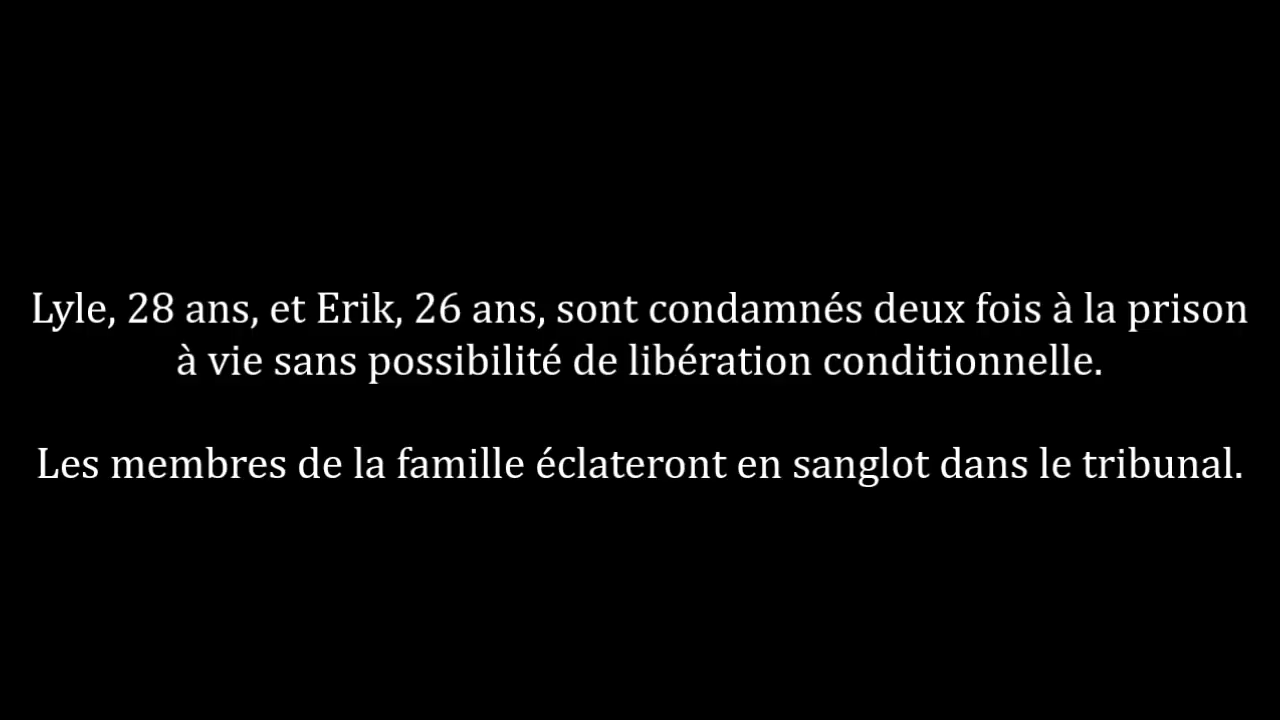 Lyle, 28 ans, et Erik, 26 ans, sont condamnés deux fois à la prison
à vie sans possibilité de libération conditionnelle.
Les membres de la famille éclateront en sanglot dans le tribunal.